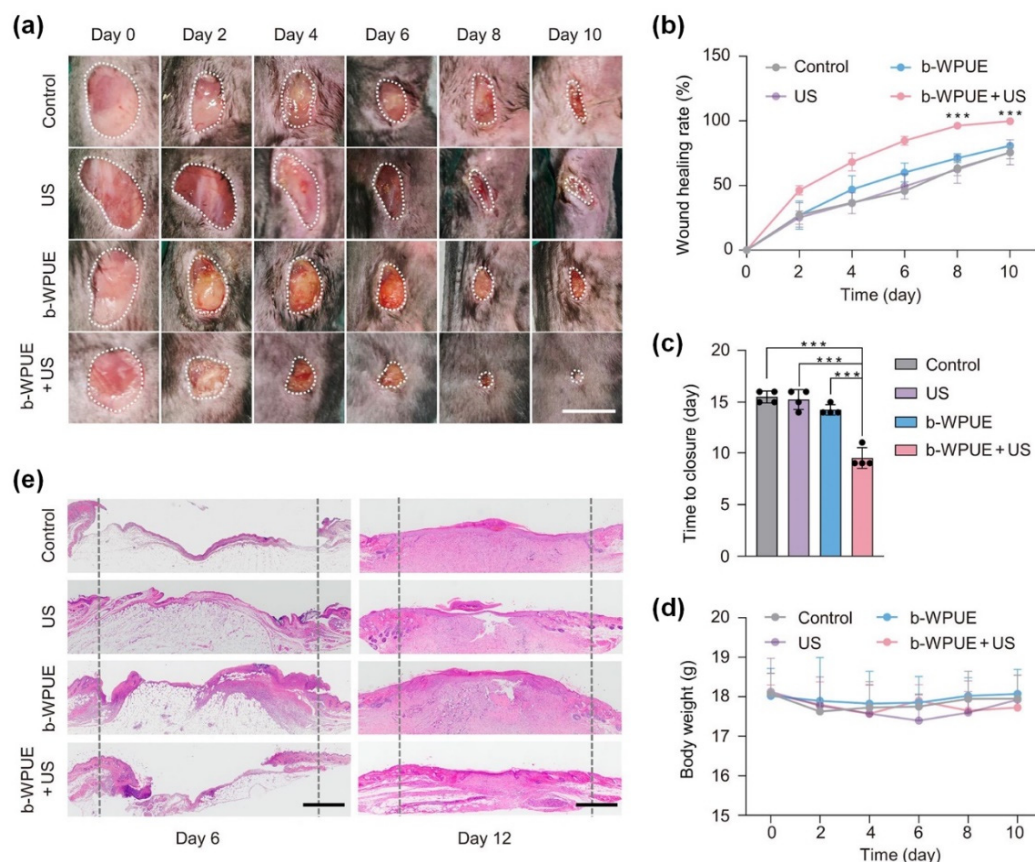 (a)
Day 0 Day 2 Day 4 Day 6 Day 8 Day 10
Control
US
b-WPUE
b-WPUE
+US
(b)
Wound healing rate (%)
150
100
50
0
Control
US
b-WPUE
b-WPUE+US
***
***
0 2 4 6 8 10
Time (day)
(c)
Time to closure (day)
20
15
10
5
0
***
***
***
Control
US
b-WPUE
b-WPUE+US
(e)
Control
US
b-WPUE
b-WPUE
+US
Day 6 Day 12
(d)
Body weight (g)
20
19
18
17
16
15
Control
US
b-WPUE
b-WPUE+US
0 2 4 6 8 10
Time (day)